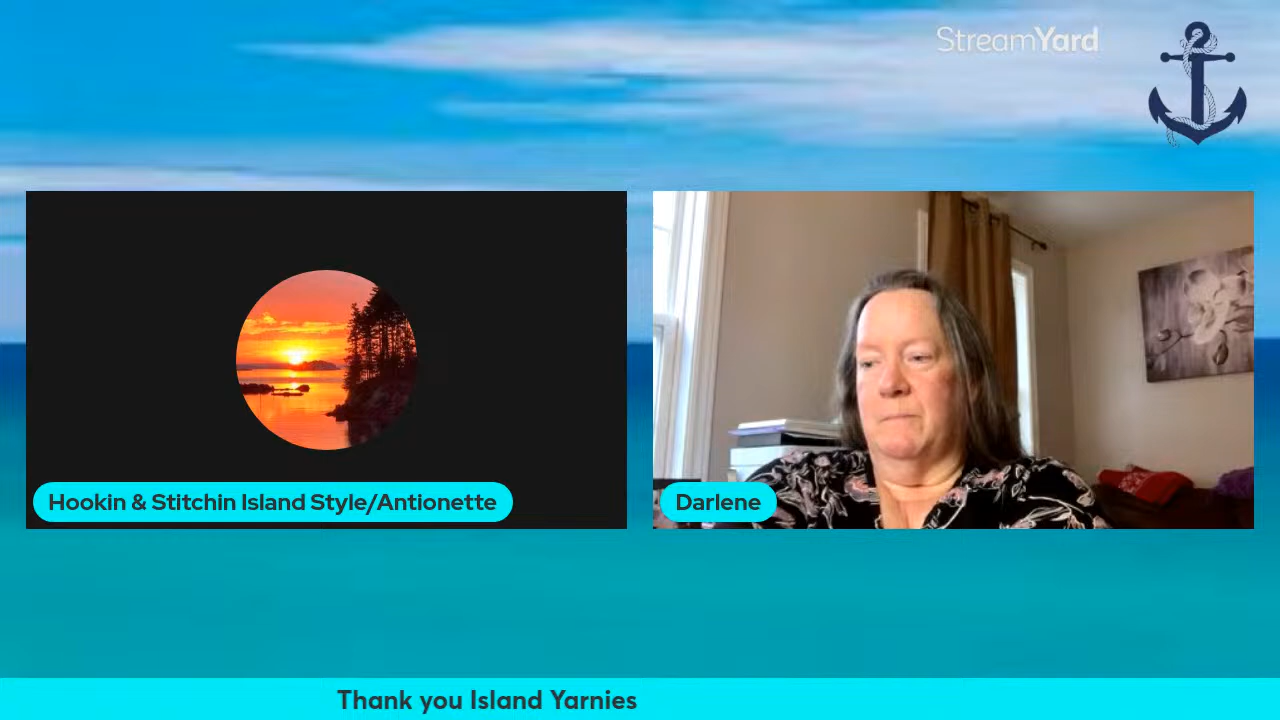 StreamYard
Hookin & Stitchin Island Style/Antionette
Darlene
Thank you Island Yarnies